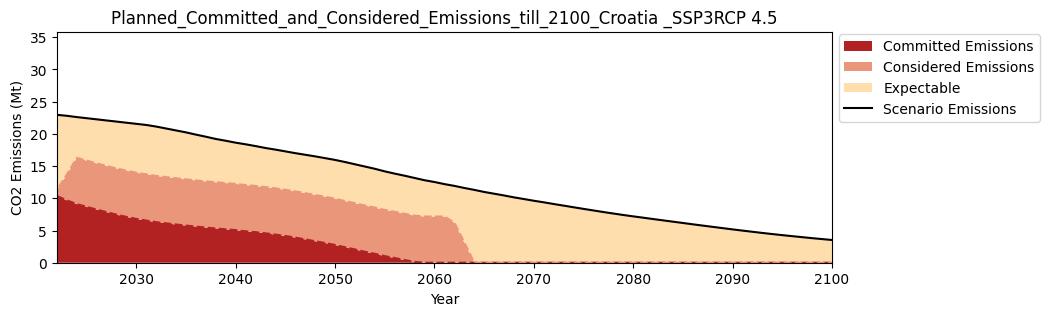 Planned_Committed_and_Considered_Emissions_till_2100_Croatia _SSP3RCP 4.5
35
30
25
20
15
10
5
0
CO2 Emissions (Mt)
2030 2040 2050 2060 2070 2080 2090 2100
Year
Committed Emissions
Considered Emissions
Expectable
Scenario Emissions